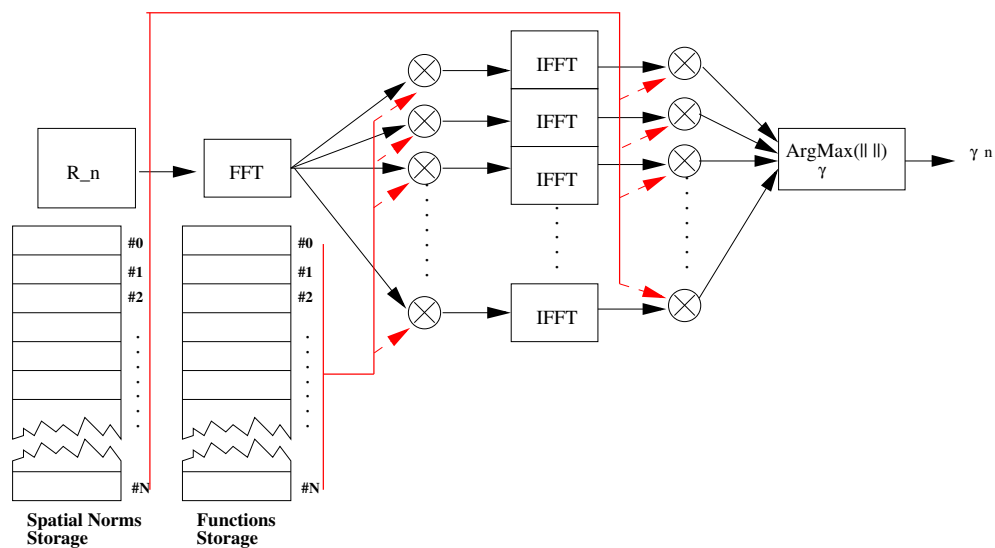 IFFT
IFFT
IFFT
IFFT
R_n
FFT
ArgMax(|| ||)
γ
γ n
#0
#1
#2
#N
Spatial Norms
Storage
#0
#1
#2
#N
Functions
Storage